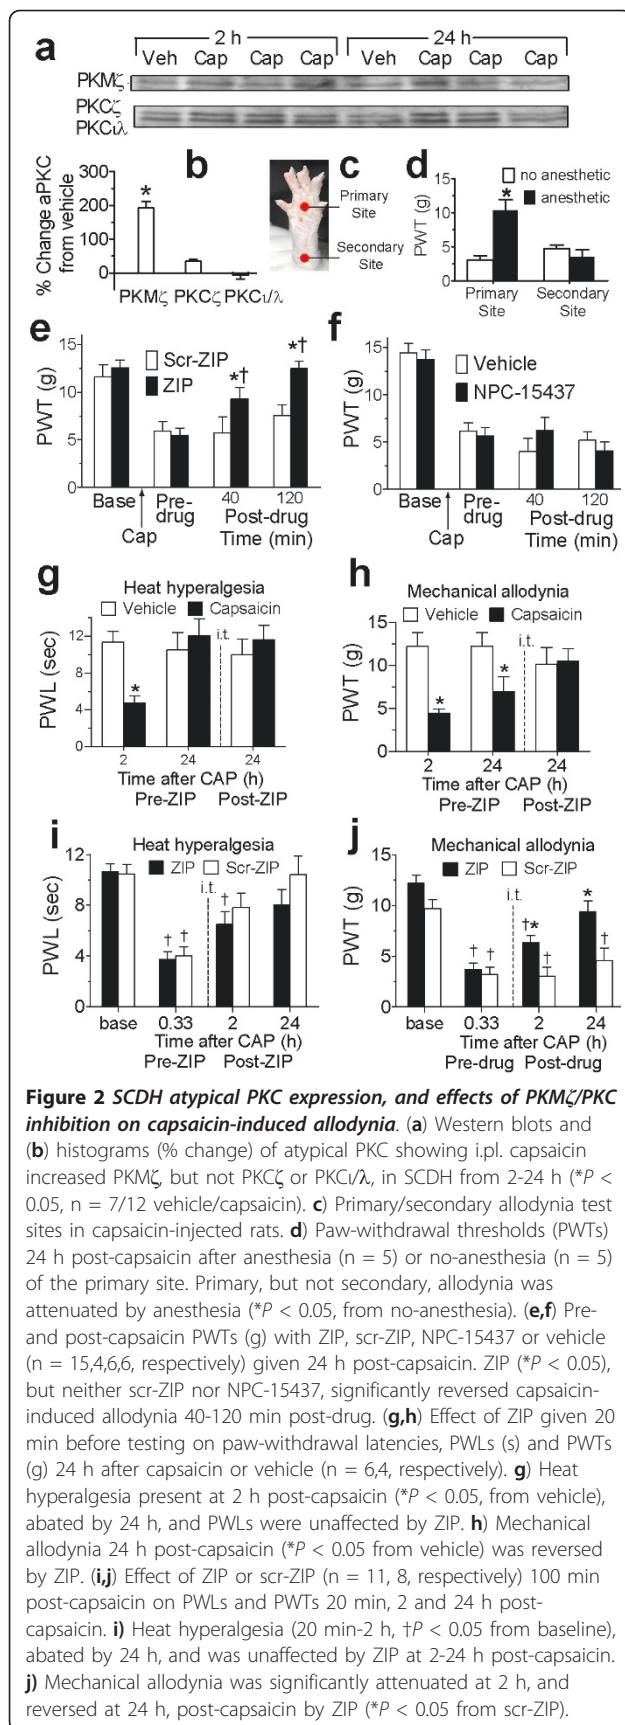 a
2 h
24 h
Veh Cap Cap Cap Veh Cap Cap Cap
PKMζ
PKCζ
PKCιλ
b
% Change aPKC
from vehicle
300
200
100
0
*
PKMζ PKCζ PKCι/λ
c
Primary
Site
Secondary
Site
d
no anesthetic
anesthetic
PWT (g)
15
10
5
0
*
Primary
Site
Secondary
Site
e
Scr-ZIP
ZIP
PWT (g)
15
10
5
0
*†
*†
Base
Pre-
drug
40
120
Post-drug
Cap
Time (min)
f
Vehicle
NPC-15437
PWT (g)
15
10
5
0
Base
Pre-
drug
40
120
Post-drug
Cap
Time (min)
g
Heat hyperalgesia
Vehicle
Capsaicin
PWL (sec)
12
8
4
0
*
i.t.
2 24 24
Time after CAP (h)
Pre-ZIP Post-ZIP
h
Mechanical allodynia
Vehicle
Capsaicin
PWT (g)
15
10
5
0
*
*
i.t.
2 24 24
Time after CAP (h)
Pre-ZIP Post-ZIP
i
Heat hyperalgesia
ZIP
Scr-ZIP
PWL (sec)
12
8
4
0
† †
i.t.
†
base 0.33 2 24
Time after CAP (h)
Pre-ZIP Post-ZIP
j
Mechanical allodynia
ZIP
Scr-ZIP
PWT (g)
15
10
5
0
† †
i.t.
†*
†
*
†
base 0.33 2 24
Time after CAP (h)
Pre-drug Post-drug
Figure 2 SCDH atypical PKC expression, and effects of PKMζ/PKC
inhibition on capsaicin-induced allodynia. (a) Western blots and
(b) histograms (% change) of atypical PKC showing i.pl. capsaicin
increased PKMζ, but not PKCζ or PKCι/λ, in SCDH from 2-24 h (*P <
0.05, n = 7/12 vehicle/capsaicin). c) Primary/secondary allodynia test
sites in capsaicin-injected rats. d) Paw-withdrawal thresholds (PWTs)
24 h post-capsaicin after anesthesia (n = 5) or no-anesthesia (n = 5)
of the primary site. Primary, but not secondary, allodynia was
attenuated by anesthesia (*P < 0.05, from no-anesthesia). (e,f) Pre-
and post-capsaicin PWTs (g) with ZIP, scr-ZIP, NPC-15437 or vehicle
(n = 15,4,6,6, respectively) given 24 h post-capsaicin. ZIP (*P < 0.05),
but neither scr-ZIP nor NPC-15437, significantly reversed capsaicin-
induced allodynia 40-120 min post-drug. (g,h) Effect of ZIP given 20
min before testing on paw-withdrawal latencies, PWLs (s) and PWTs
(g) 24 h after capsaicin or vehicle (n = 6,4, respectively). g) Heat
hyperalgesia present at 2 h post-capsaicin (*P < 0.05, from vehicle),
abated by 24 h, and PWLs were unaffected by ZIP. h) Mechanical
allodynia 24 h post-capsaicin (*P < 0.05 from vehicle) was reversed
by ZIP. (i,j) Effect of ZIP or scr-ZIP (n = 11, 8, respectively) 100 min
post-capsaicin on PWLs and PWTs 20 min, 2 and 24 h post-
capsaicin. i) Heat hyperalgesia (20 min-2 h, †P < 0.05 from baseline),
abated by 24 h, and was unaffected by ZIP at 2-24 h post-capsaicin.
j) Mechanical allodynia was significantly attenuated at 2 h, and
reversed at 24 h, post-capsaicin by ZIP (*P < 0.05 from scr-ZIP).